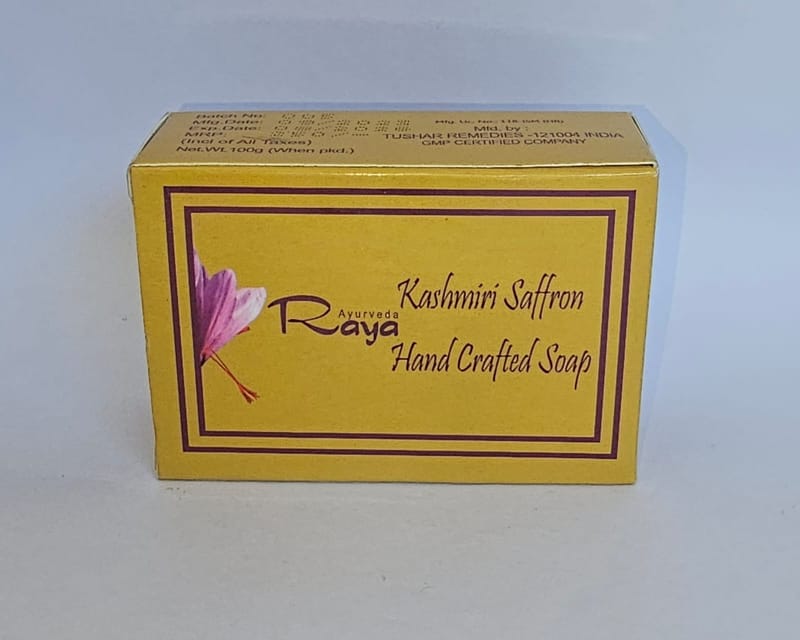 Batch No:
Mfg.Date:
Exp.Date:
MRP:
(Incl of All Taxes)
Net.Wt.100g (When pkd.)
Mfd. by :
TUSHAR REMEDIES -121004 INDIA
GMP CERTIFIED COMPANY
Ayurveda
Raya
Kashmiri Saffron
Hand Crafted Soap